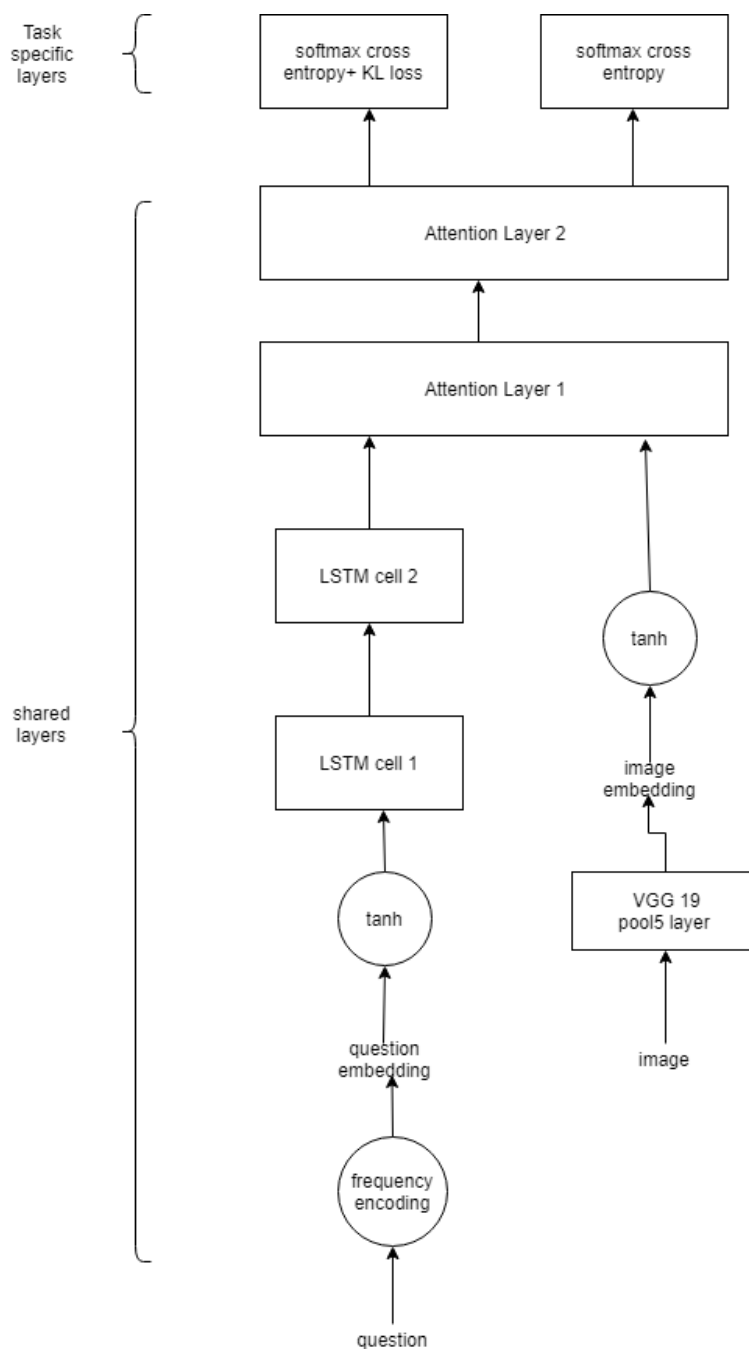 Task
specific
layers
softmax cross
entropy+ KL loss
softmax cross
entropy
Attention Layer 2
Attention Layer 1
LSTM cell 2
tanh
shared
layers
LSTM cell 1
image
embedding
tanh
VGG 19
pool5 layer
question
embedding
image
frequency
encoding
question